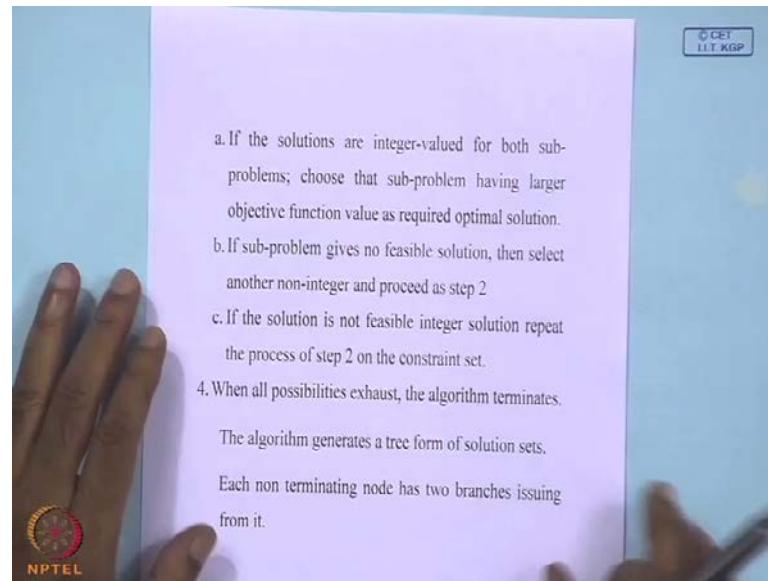 © CET
I.I.T. KGP
a. If the solutions are integer-valued for both sub-
problems; choose that sub-problem having larger
objective function value as required optimal solution.
b. If sub-problem gives no feasible solution, then select
another non-integer and proceed as step 2
c. If the solution is not feasible integer solution repeat
the process of step 2 on the constraint set.
4. When all possibilities exhaust, the algorithm terminates.
The algorithm generates a tree form of solution sets.
Each non terminating node has two branches issuing
from it.
NPTEL